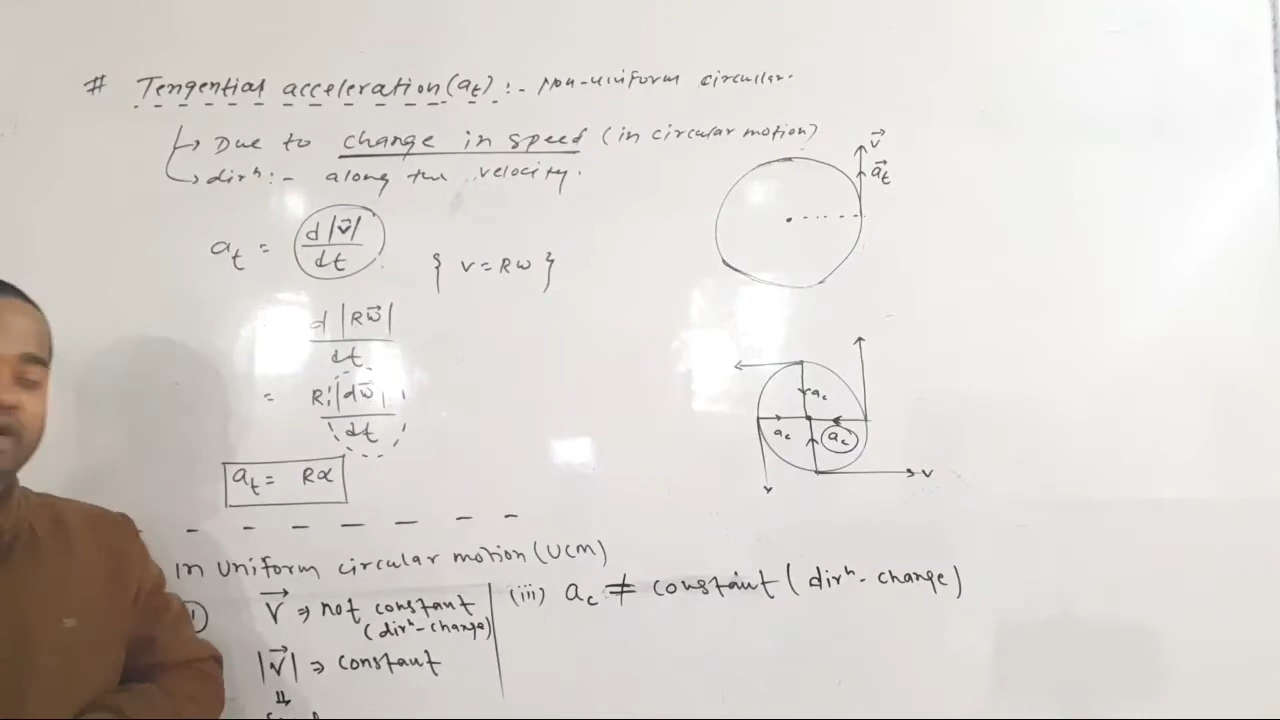 # Tengential acceleration (at) :- Non-uniform circular.
↳ Due to change in speed (in circular motion)
↳ dirⁿ :- along the velocity.
v⃗
a⃗t
at = d|v⃗|/dt
{ v = Rω }
d|Rω⃗|/dt
= R |dω⃗|/dt
at = Rα
ac
ac
ac
v
v
In Uniform circular motion (UCM)
v⃗ ⇒ not constant
(dirⁿ-change)
|v⃗| ⇒ constant
⇓
(iii) ac ≠ constant (dirⁿ-change)